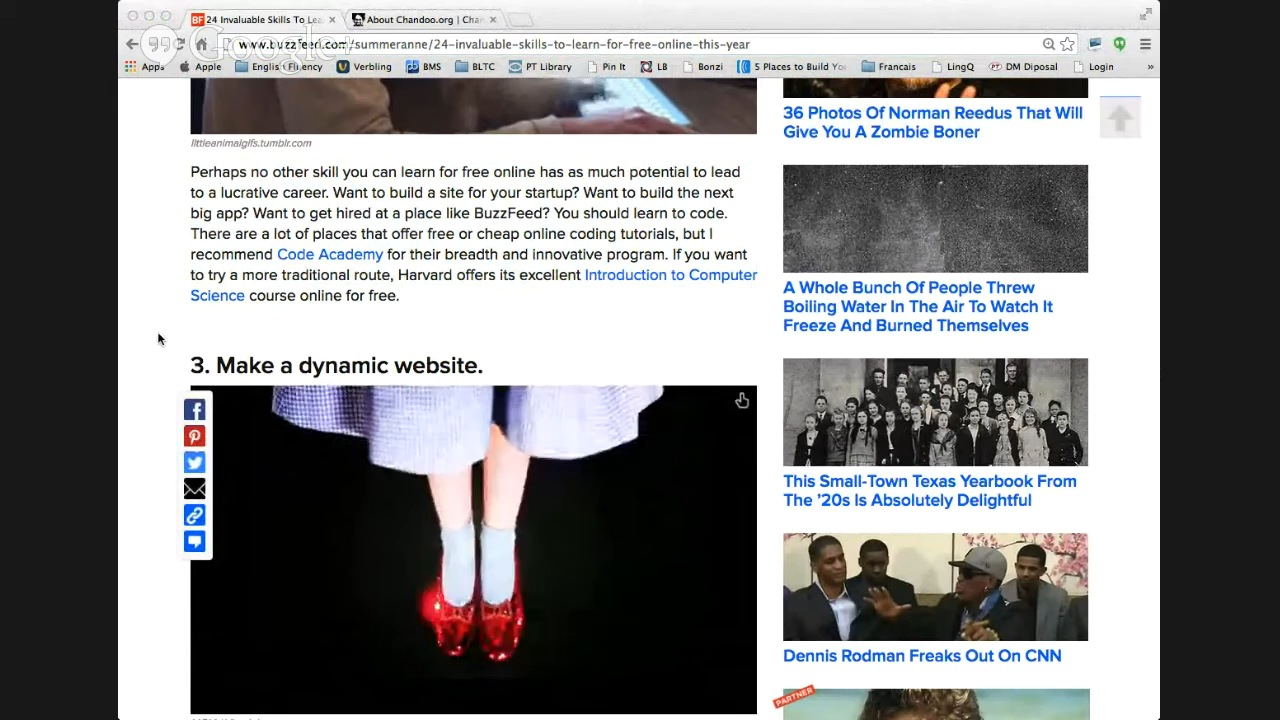 24 Invaluable Skills To Lea
About Chandoo.org | Chan
Google+
www.buzzfeed.com/summeranne/24-invaluable-skills-to-learn-for-free-online-this-year
Apps
Apple
English Fluency
Verbling
BMS
BLTC
PT Library
Pin It
LB
Bonzi
5 Places to Build Yo
Francais
LingQ
DM Disposal
Login
»
littleanimalgifs.tumblr.com
Perhaps no other skill you can learn for free online has as much potential to lead
to a lucrative career. Want to build a site for your startup? Want to build the next
big app? Want to get hired at a place like BuzzFeed? You should learn to code.
There are a lot of places that offer free or cheap online coding tutorials, but I
recommend Code Academy for their breadth and innovative program. If you want
to try a more traditional route, Harvard offers its excellent Introduction to Computer
Science course online for free.
3. Make a dynamic website.
36 Photos Of Norman Reedus That Will
Give You A Zombie Boner
A Whole Bunch Of People Threw
Boiling Water In The Air To Watch It
Freeze And Burned Themselves
This Small-Town Texas Yearbook From
The ’20s Is Absolutely Delightful
Dennis Rodman Freaks Out On CNN
PARTNER